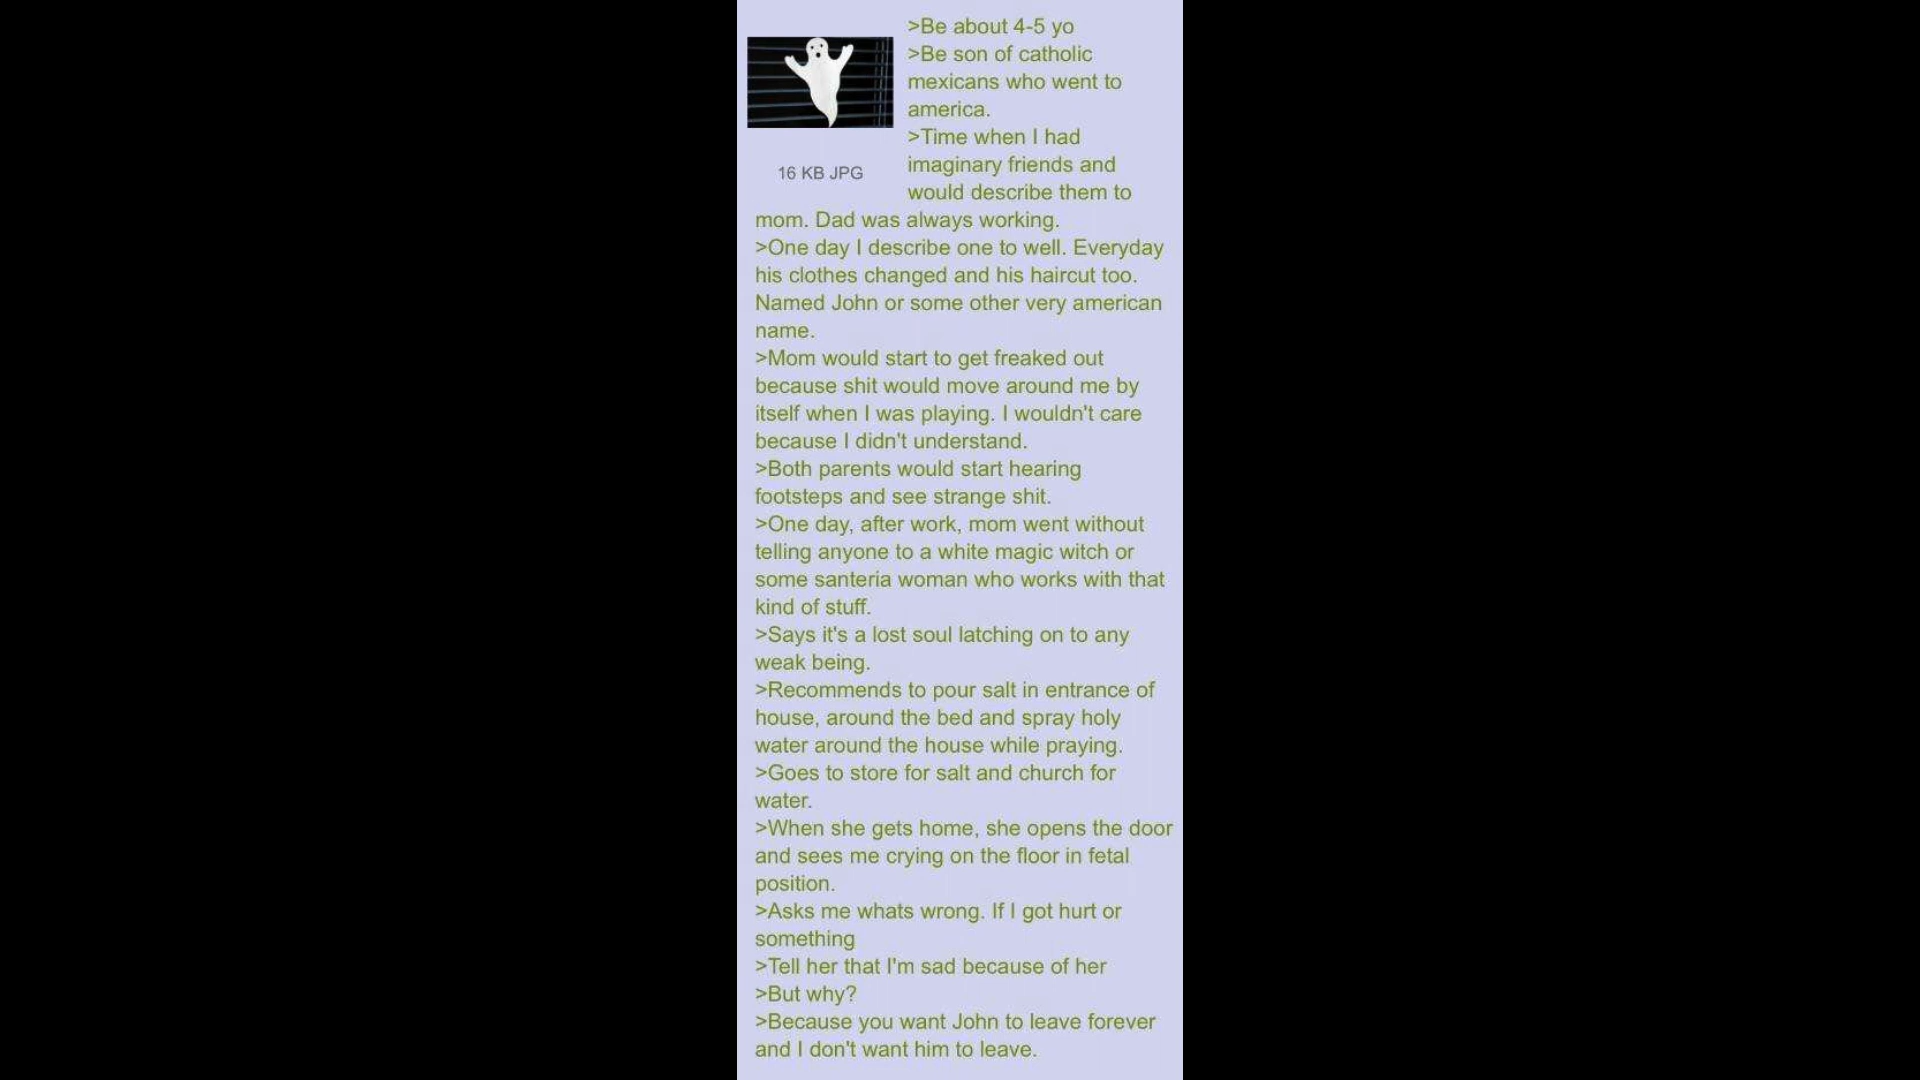 >Be about 4-5 yo
>Be son of catholic
mexicans who went to
america.
>Time when I had
imaginary friends and
16 KB JPG
would describe them to
mom. Dad was always working.
>One day I describe one to well. Everyday
his clothes changed and his haircut too.
Named John or some other very american
name.
>Mom would start to get freaked out
because shit would move around me by
itself when I was playing. I wouldn't care
because I didn't understand.
>Both parents would start hearing
footsteps and see strange shit.
>One day, after work, mom went without
telling anyone to a white magic witch or
some santeria woman who works with that
kind of stuff.
>Says it's a lost soul latching on to any
weak being.
>Recommends to pour salt in entrance of
house, around the bed and spray holy
water around the house while praying.
>Goes to store for salt and church for
water.
>When she gets home, she opens the door
and sees me crying on the floor in fetal
position.
>Asks me whats wrong. If I got hurt or
something
>Tell her that I'm sad because of her
>But why?
>Because you want John to leave forever
and I don't want him to leave.